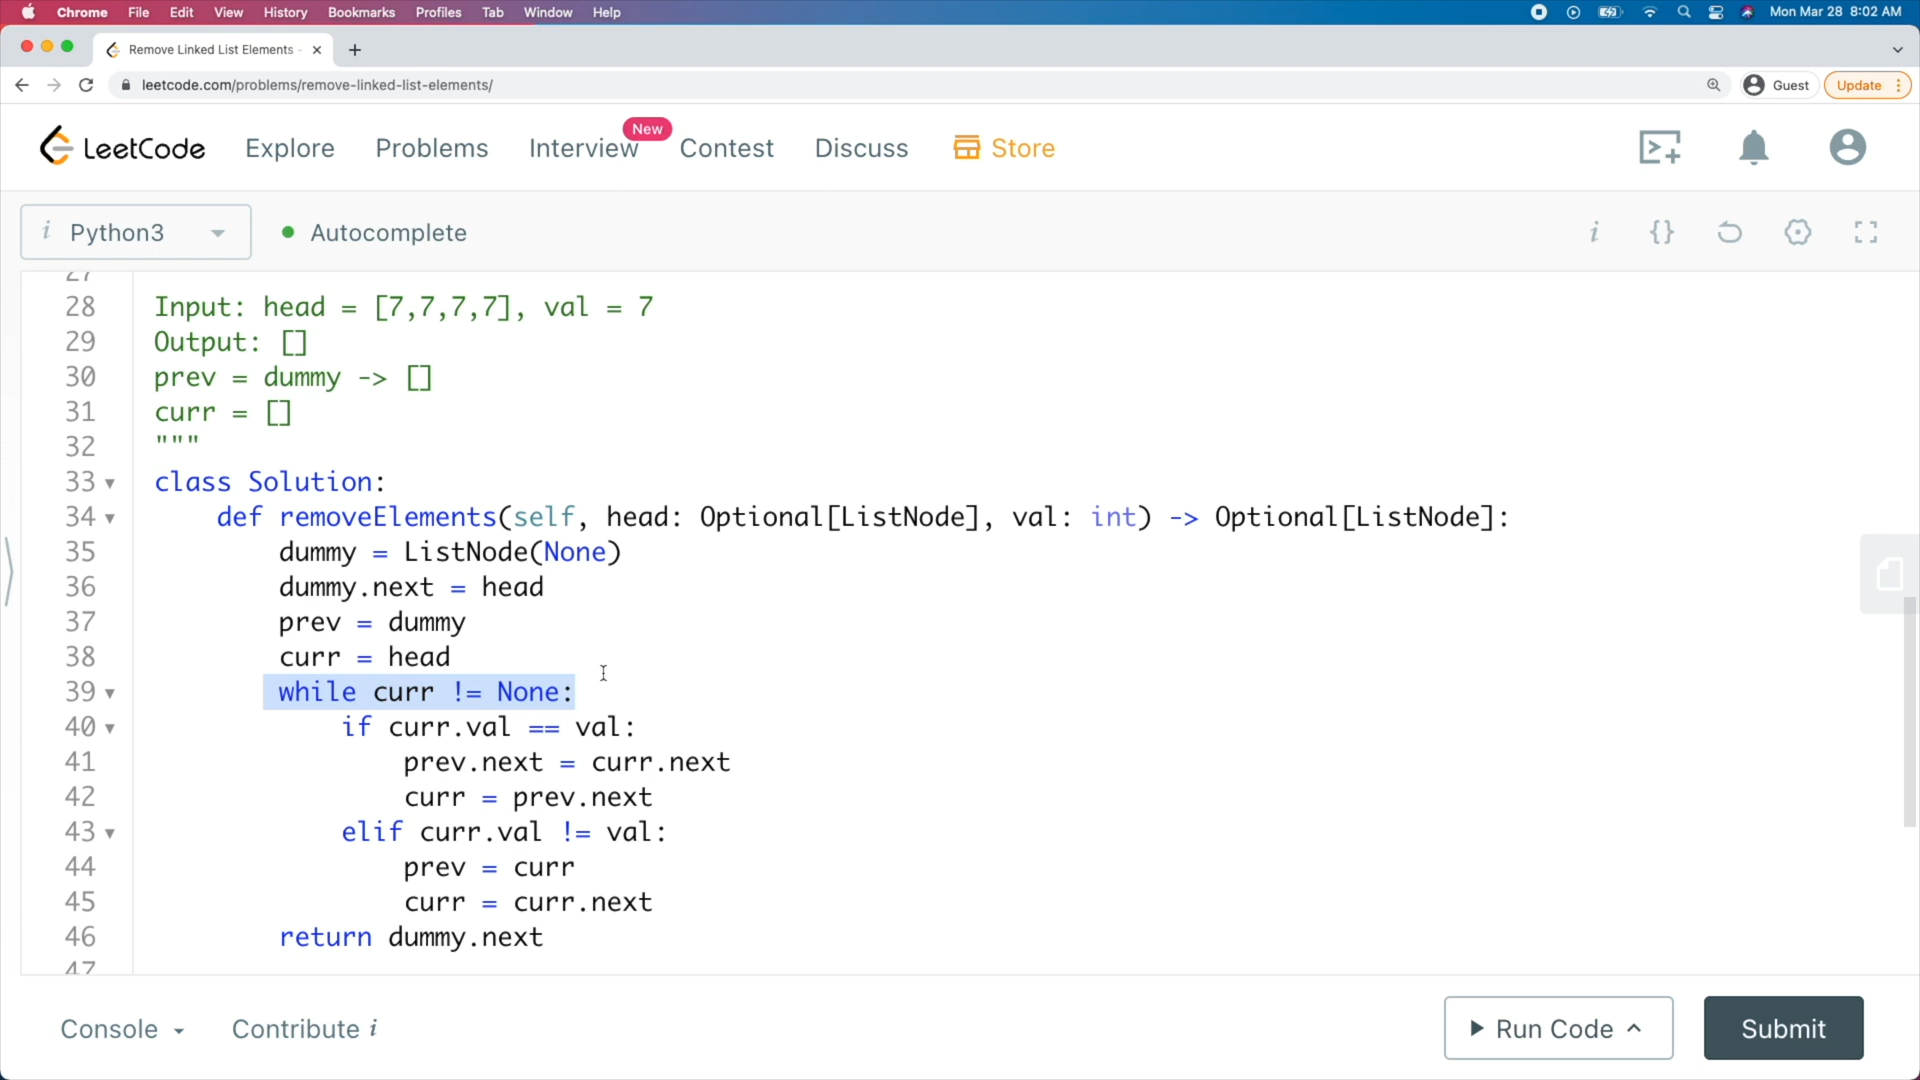 Chrome File Edit View History Bookmarks Profiles Tab Window Help Mon Mar 28 8:02 AM
Remove Linked List Elements -
leetcode.com/problems/remove-linked-list-elements/ Guest Update
LeetCode Explore Problems Interview New Contest Discuss Store
i Python3 Autocomplete i {}
27
28 Input: head = [7,7,7,7], val = 7
29 Output: []
30 prev = dummy -> []
31 curr = []
32 """
33 class Solution:
34 def removeElements(self, head: Optional[ListNode], val: int) -> Optional[ListNode]:
35 dummy = ListNode(None)
36 dummy.next = head
37 prev = dummy
38 curr = head
39 while curr != None:
40 if curr.val == val:
41 prev.next = curr.next
42 curr = prev.next
43 elif curr.val != val:
44 prev = curr
45 curr = curr.next
46 return dummy.next
47
Console Contribute i Run Code Submit